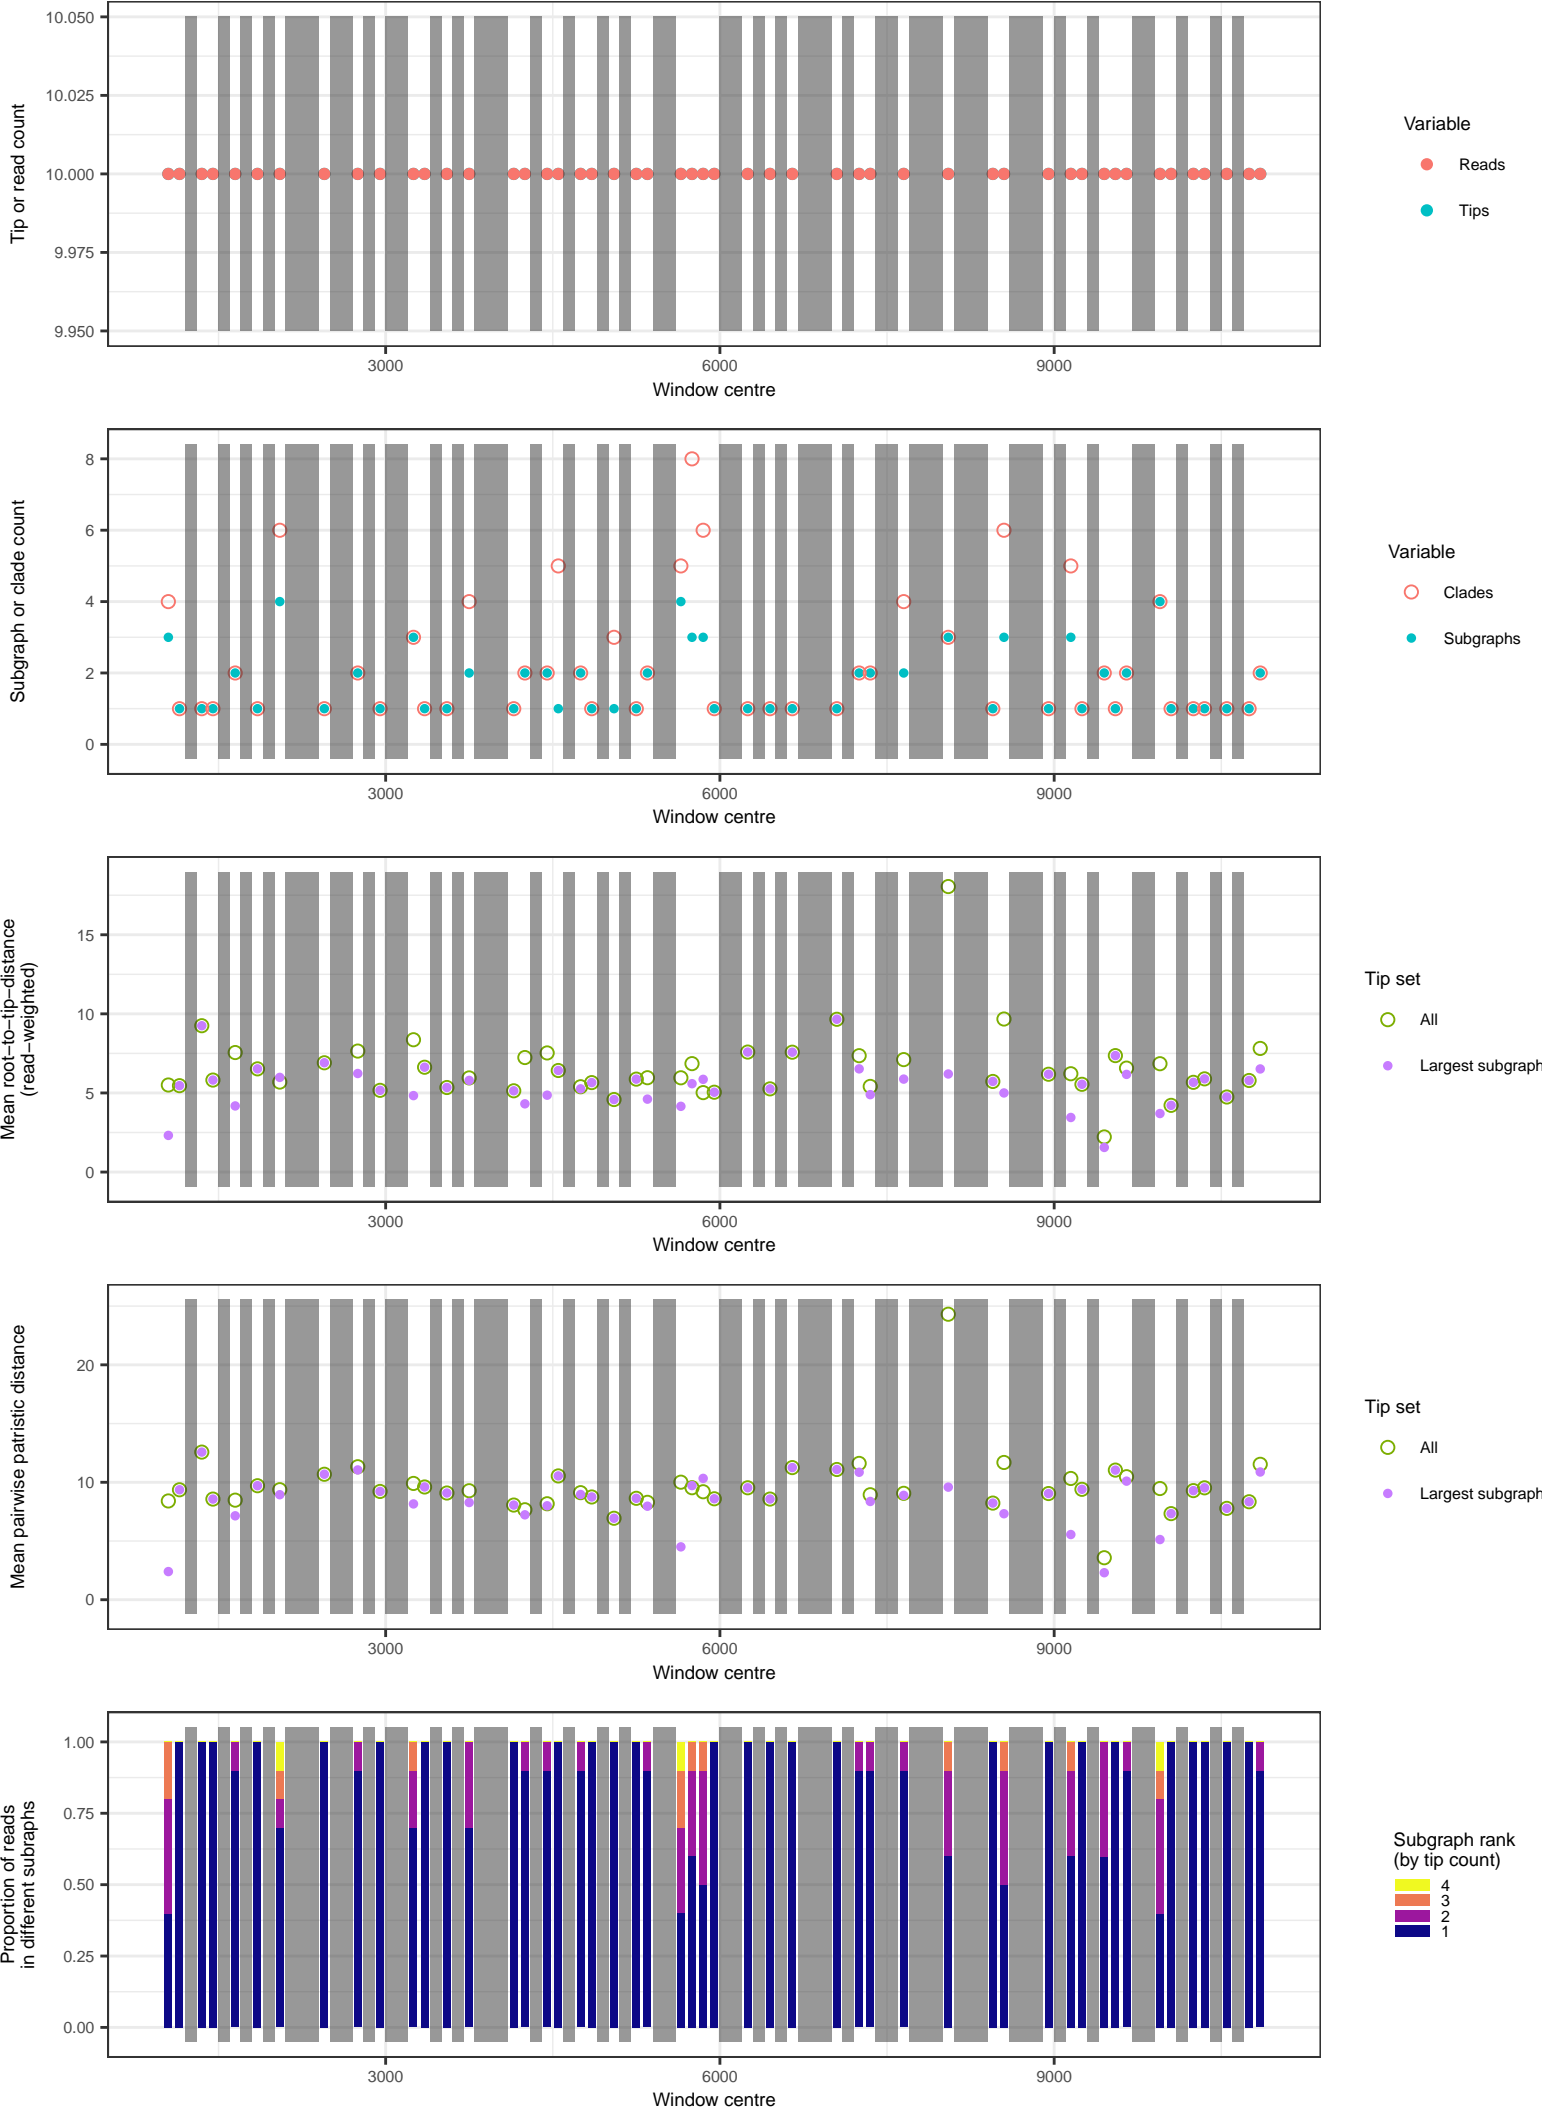 10.050
10.025
10.000
9.975
9.950
Tip or read count
3000
6000
9000
Window centre
Variable
Reads
Tips
8
6
4
2
0
Subgraph or clade count
3000
6000
9000
Window centre
Variable
Clades
Subgraphs
15
10
5
0
Mean root−to−tip−distance
(read−weighted)
3000
6000
9000
Window centre
Tip set
All
Largest subgraph
20
10
0
Mean pairwise patristic distance
3000
6000
9000
Window centre
Tip set
All
Largest subgraph
1.00
0.75
0.50
0.25
0.00
Proportion of reads
in different subraphs
3000
6000
9000
Window centre
Subgraph rank
(by tip count)
4
3
2
1